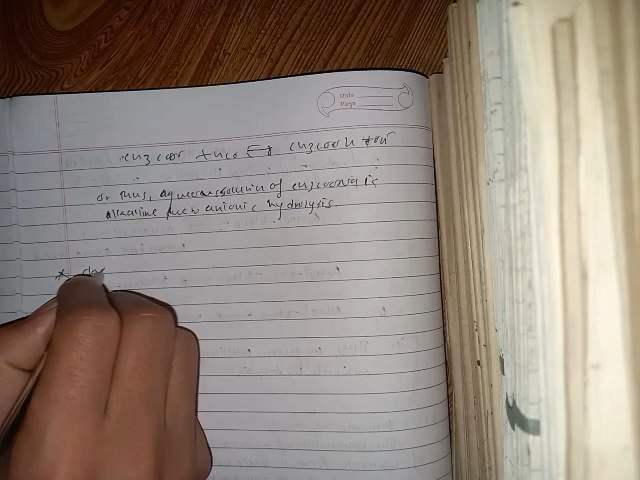 Date
Page
CH3COO⁻ + H2O ⇌ CH3COOH + OH⁻
or Thus, aqueous solution of CH3COONa is
alkaline due to anionic hydrolysis.
*